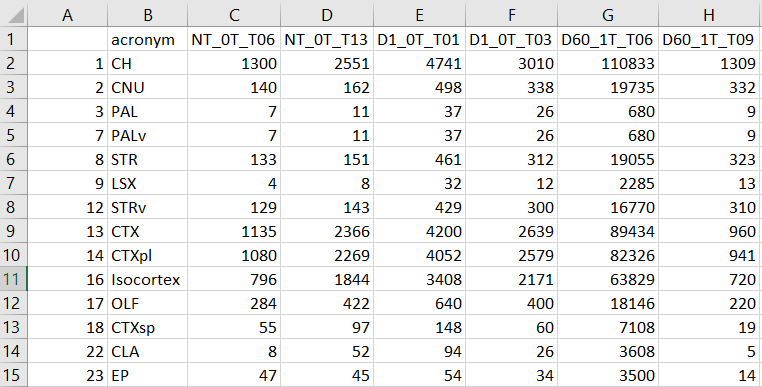 A B C D E F G H
1 acronym NT_0T_T06 NT_0T_T13 D1_0T_T01 D1_0T_T03 D60_1T_T06 D60_1T_T09
2 1 CH 1300 2551 4741 3010 110833 1309
3 2 CNU 140 162 498 338 19735 332
4 3 PAL 7 11 37 26 680 9
5 7 PALv 7 11 37 26 680 9
6 8 STR 133 151 461 312 19055 323
7 9 LSX 4 8 32 12 2285 13
8 12 STRv 129 143 429 300 16770 310
9 13 CTX 1135 2366 4200 2639 89434 960
10 14 CTXpl 1080 2269 4052 2579 82326 941
11 16 Isocortex 796 1844 3408 2171 63829 720
12 17 OLF 284 422 640 400 18146 220
13 18 CTXsp 55 97 148 60 7108 19
14 22 CLA 8 52 94 26 3608 5
15 23 EP 47 45 54 34 3500 14